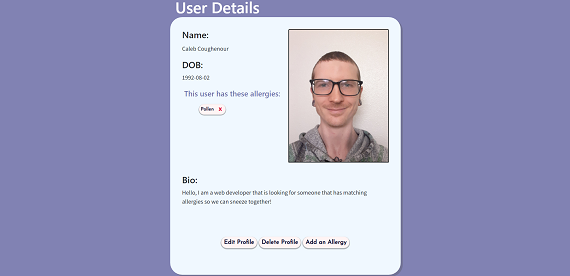 User Details
Name:
Caleb Coughenour
DOB:
1992-08-02
This user has these allergies:
Pollen X
Bio:
Hello, I am a web developer that is looking for someone that has matching
allergies so we can sneeze together!
Edit Profile Delete Profile Add an Allergy